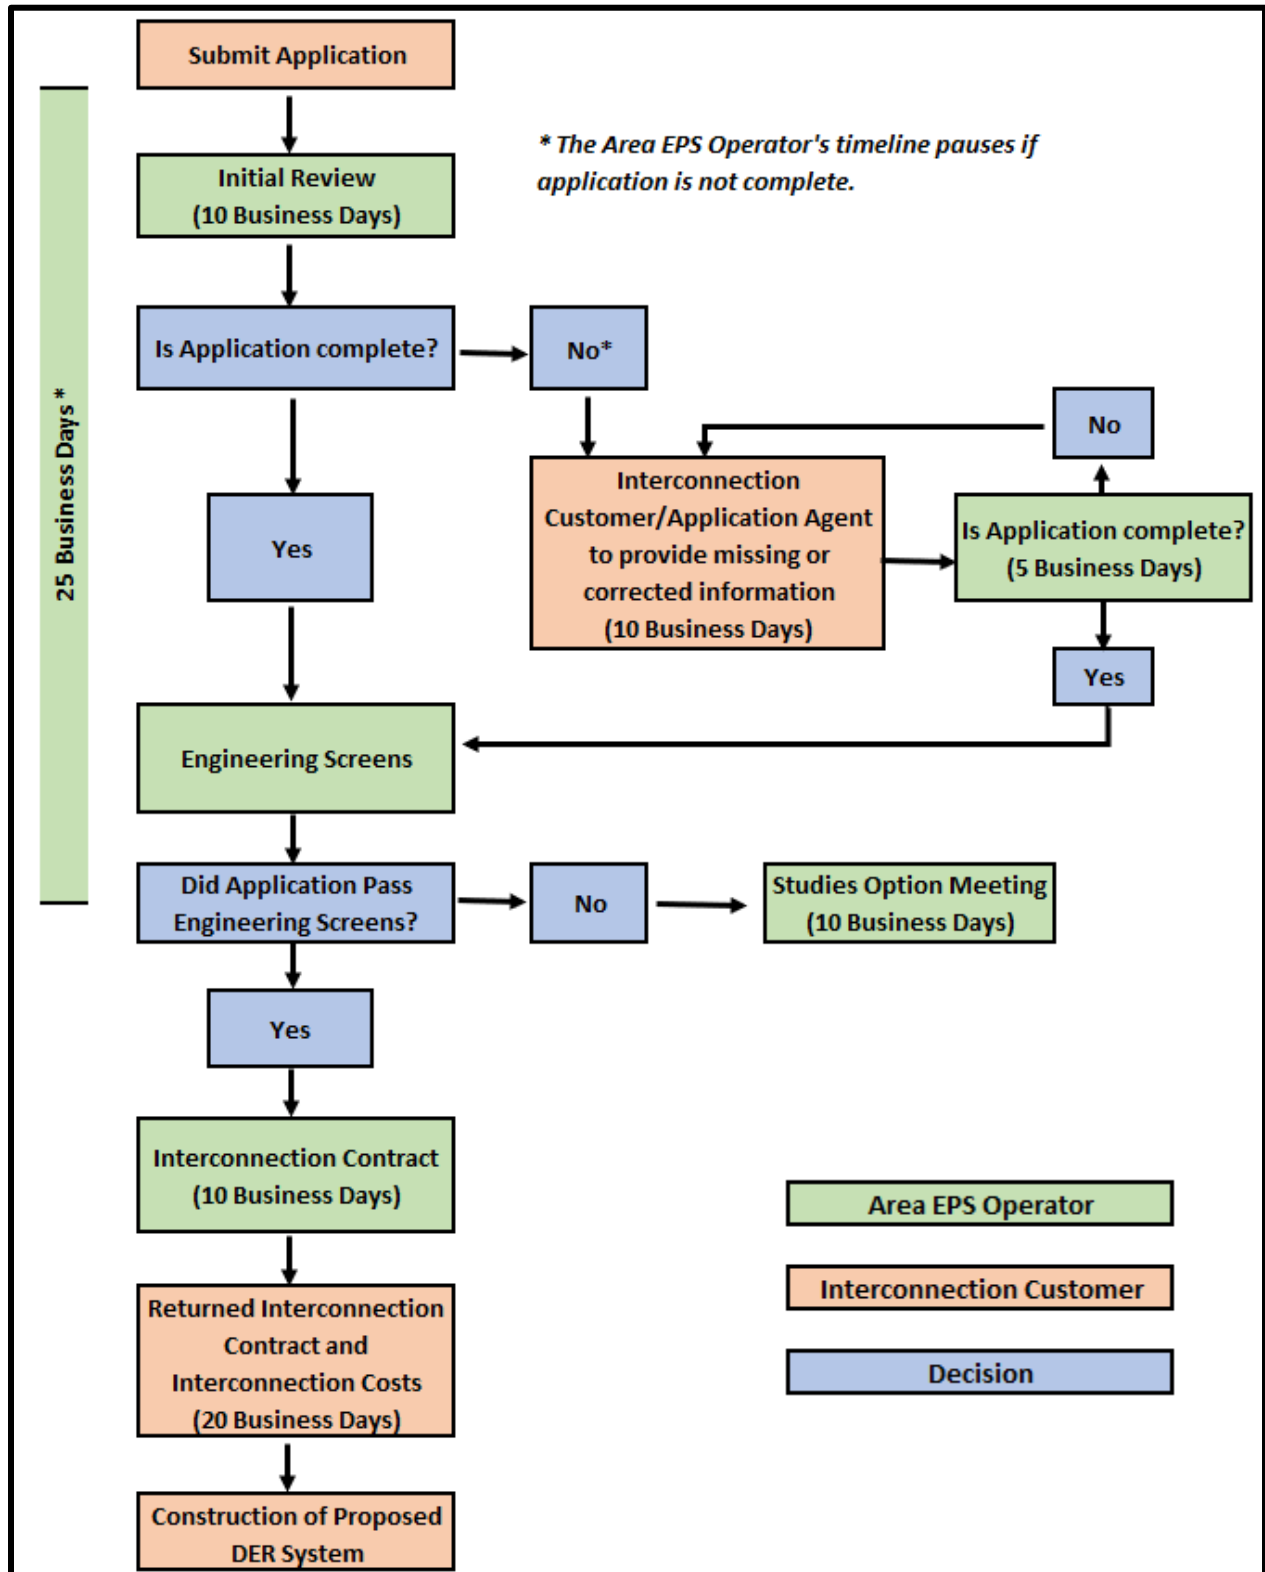 Submit Application
* The Area EPS Operator's timeline pauses if
application is not complete.
Initial Review
(10 Business Days)
25 Business Days*
Is Application complete?
No*
No
Interconnection
Customer/Application Agent
to provide missing or
corrected information
(10 Business Days)
Is Application complete?
(5 Business Days)
Yes
Yes
Engineering Screens
Did Application Pass
Engineering Screens?
No
Studies Option Meeting
(10 Business Days)
Yes
Interconnection Contract
(10 Business Days)
Returned Interconnection
Contract and
Interconnection Costs
(20 Business Days)
Construction of Proposed
DER System
Area EPS Operator
Interconnection Customer
Decision